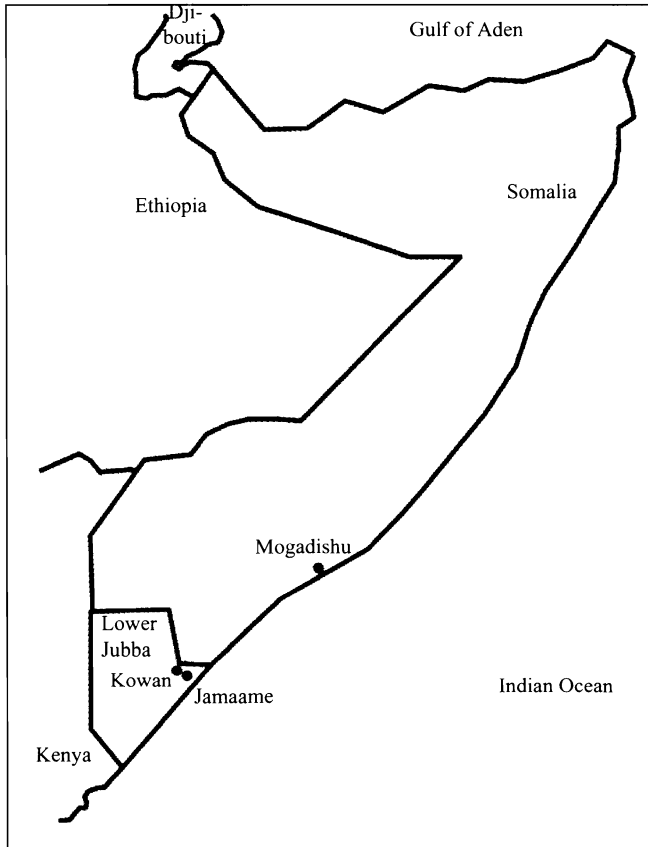 Dji-
bouti
Gulf of Aden
Ethiopia
Somalia
Mogadishu
Lower
Jubba
Kowan
Jamaame
Indian Ocean
Kenya